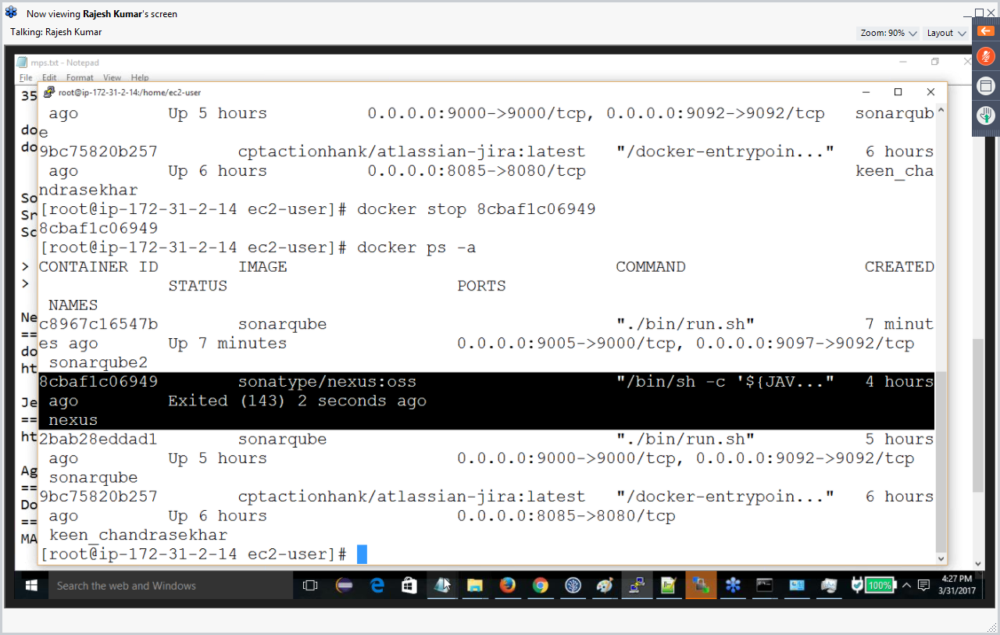 Now viewing Rajesh Kumar's screen
Talking: Rajesh Kumar
Zoom: 90% Layout
mps.txt - Notepad
File Edit Format View Help
35
do
do
So
Sr
Sc
>
>
Ne
==
do
ht
Je
==
ht
Ag
==
Do
==
MA
root@ip-172-31-2-14:/home/ec2-user
ago Up 5 hours 0.0.0.0:9000->9000/tcp, 0.0.0.0:9092->9092/tcp sonarqub
e
9bc75820b257 cptactionhank/atlassian-jira:latest "/docker-entrypoin..." 6 hours
ago Up 6 hours 0.0.0.0:8085->8080/tcp keen_cha
ndrasekhar
[root@ip-172-31-2-14 ec2-user]# docker stop 8cbaf1c06949
8cbaf1c06949
[root@ip-172-31-2-14 ec2-user]# docker ps -a
CONTAINER ID IMAGE COMMAND CREATED
STATUS PORTS
NAMES
c8967c16547b sonarqube "./bin/run.sh" 7 minut
es ago Up 7 minutes 0.0.0.0:9005->9000/tcp, 0.0.0.0:9097->9092/tcp
sonarqube2
8cbaf1c06949 sonatype/nexus:oss "/bin/sh -c '${JAV..." 4 hours
ago Exited (143) 2 seconds ago
nexus
2bab28eddad1 sonarqube "./bin/run.sh" 5 hours
ago Up 5 hours 0.0.0.0:9000->9000/tcp, 0.0.0.0:9092->9092/tcp
sonarqube
9bc75820b257 cptactionhank/atlassian-jira:latest "/docker-entrypoin..." 6 hours
ago Up 6 hours 0.0.0.0:8085->8080/tcp
keen_chandrasekhar
[root@ip-172-31-2-14 ec2-user]#
Search the web and Windows
100%
4:27 PM
3/31/2017